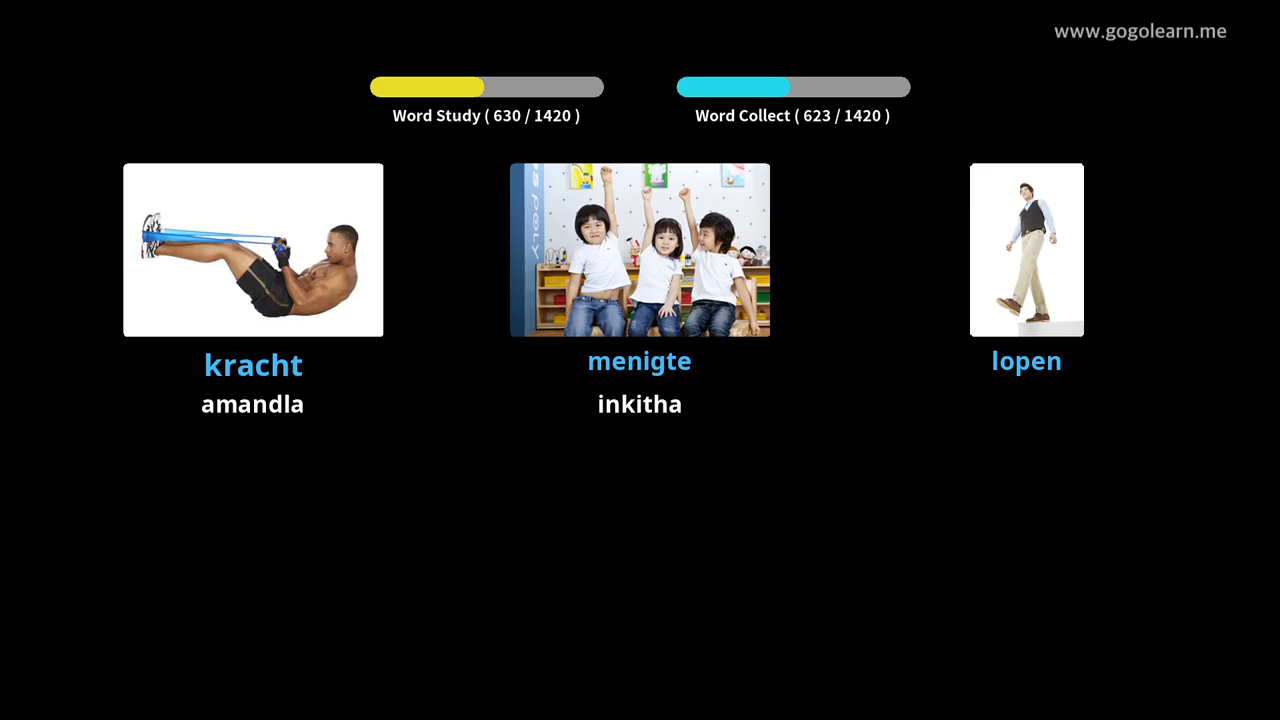 www.gogolearn.me
Word Study ( 630 / 1420 )
Word Collect ( 623 / 1420 )
kracht
menigte
lopen
amandla
inkitha